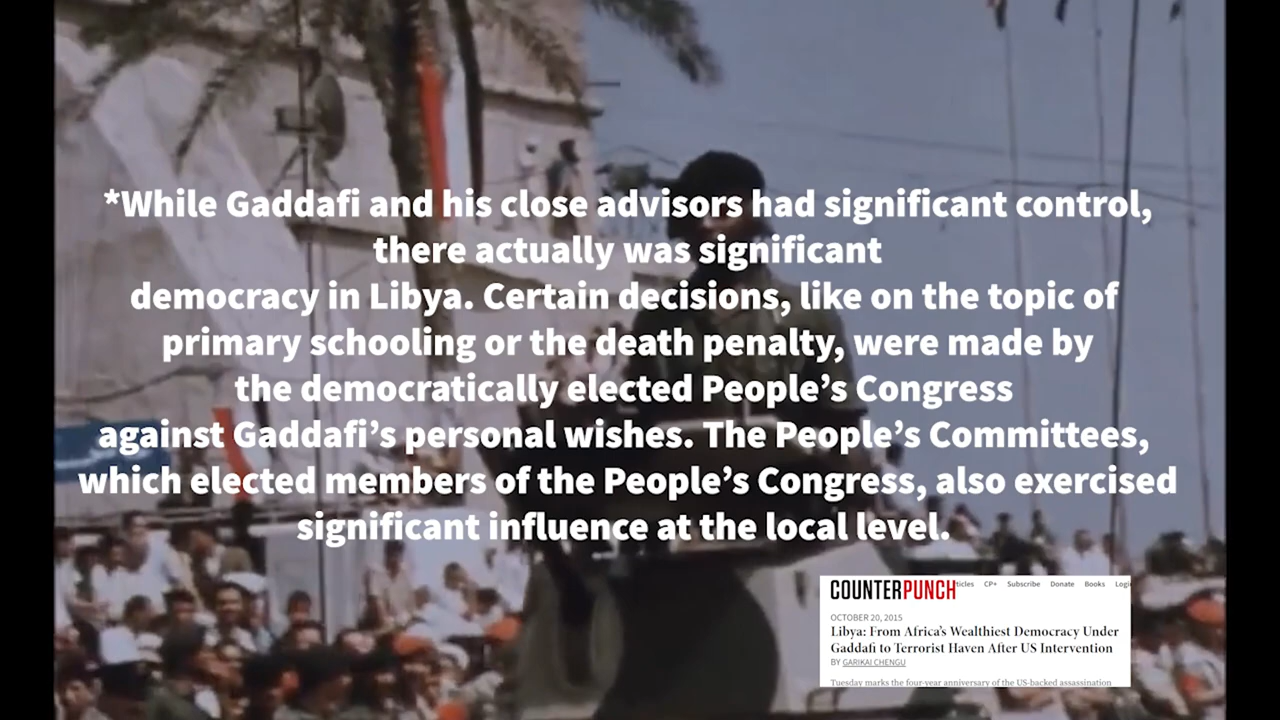 *While Gaddafi and his close advisors had significant control,
there actually was significant
democracy in Libya. Certain decisions, like on the topic of
primary schooling or the death penalty, were made by
the democratically elected People’s Congress
against Gaddafi’s personal wishes. The People’s Committees,
which elected members of the People’s Congress, also exercised
significant influence at the local level.
COUNTERPUNCH ticles CP+ Subscribe Donate Books Logi
OCTOBER 20, 2015
Libya: From Africa’s Wealthiest Democracy Under
Gaddafi to Terrorist Haven After US Intervention
BY GARIKAI CHENGU
Tuesday marks the four-year anniversary of the US-backed assassination